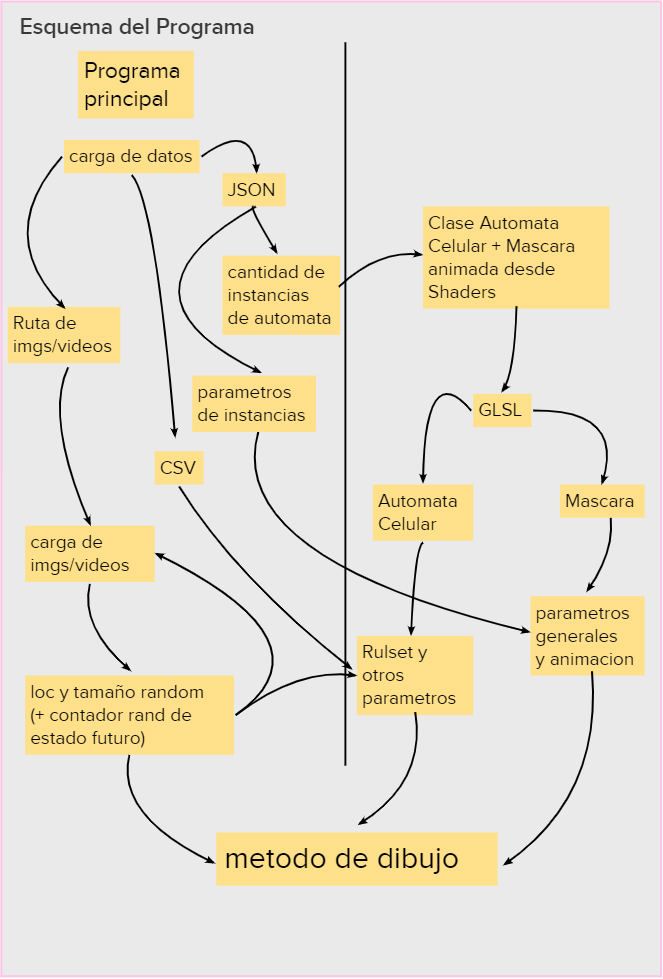 Esquema del Programa
Programa
principal
carga de datos
JSON
cantidad de
instancias
de automata
Clase Automata
Celular + Mascara
animada desde
Shaders
Ruta de
imgs/videos
parametros
de instancias
GLSL
CSV
Automata
Celular
Mascara
carga de
imgs/videos
parametros
generales
y animacion
Rulset y
otros
parametros
loc y tamaño random
(+ contador rand de
estado futuro)
metodo de dibujo